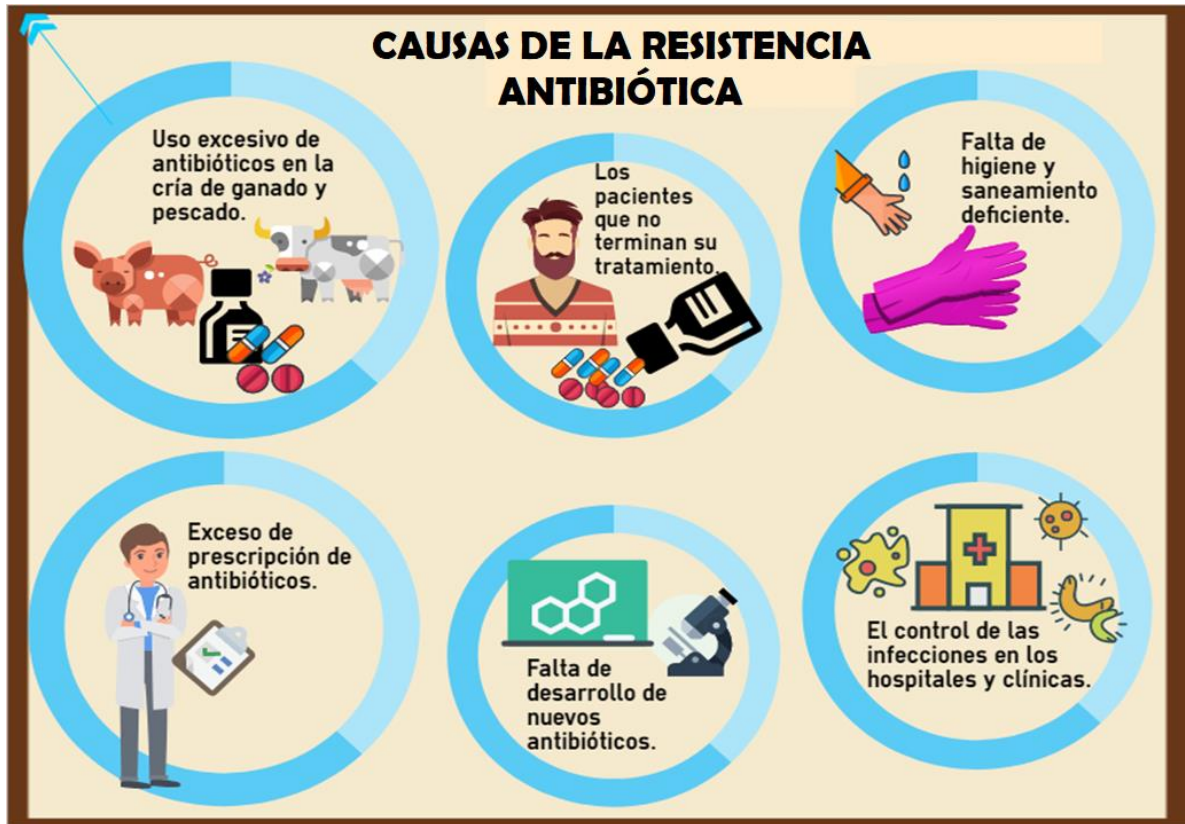 CAUSAS DE LA RESISTENCIA
ANTIBIÓTICA
Uso excesivo de
antibióticos en la
cría de ganado y
pescado.
Los
pacientes
que no
terminan su
tratamiento.
Falta de
higiene y
saneamiento
deficiente.
Exceso de
prescripción de
antibióticos.
Falta de
desarrollo de
nuevos
antibióticos.
El control de las
infecciones en los
hospitales y clínicas.